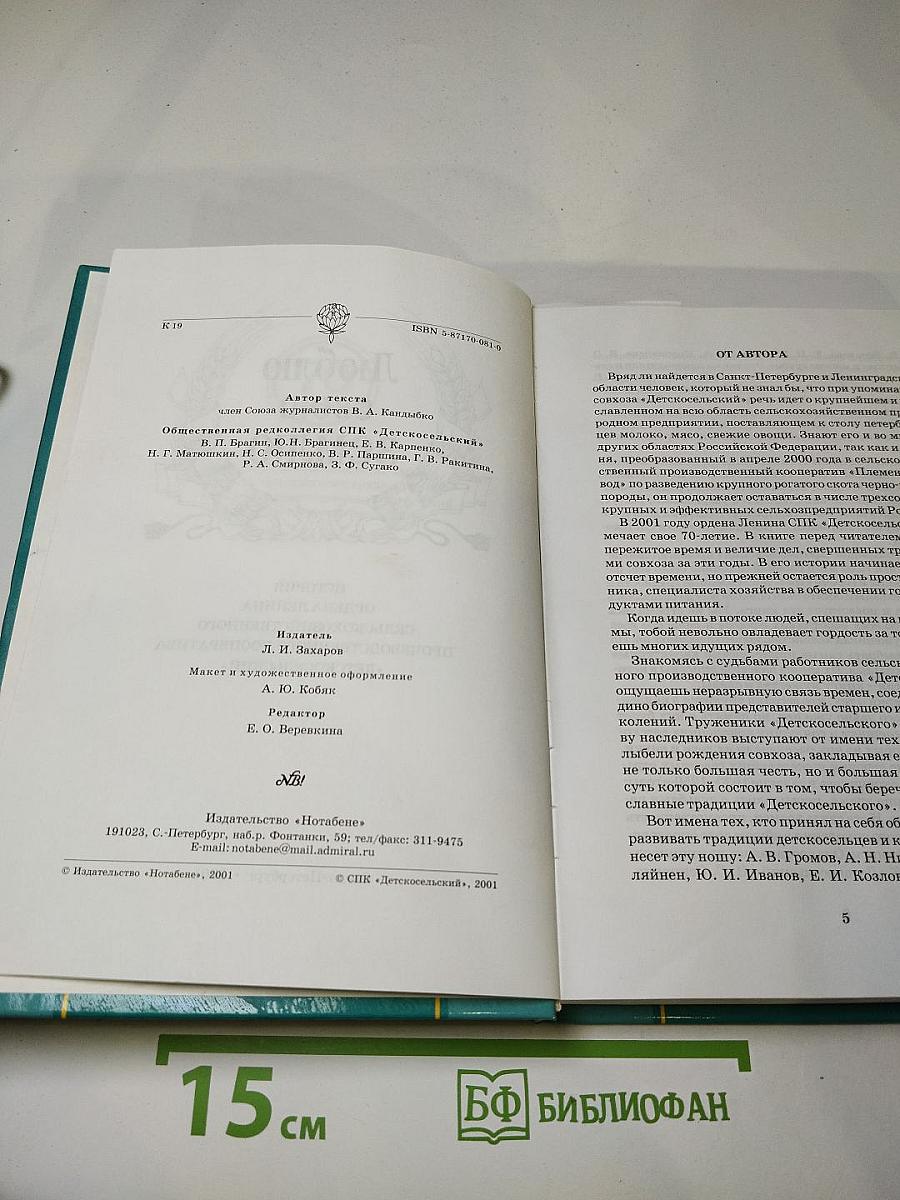 К 19
ISBN 5-87170-081-0
Автор текста
член Союза журналистов В. А. Кандыбко
Общественная редколлегия СПК «Детскосельский»
В. П. Брагин, Ю.Н. Брагинец, Е. В. Карпенко,
Н. Г. Матюшкин, Н. С. Осипенко, В. Р. Паршина, Г. В. Ракитина,
Р. А. Смирнова, З. Ф. Сугако
Издатель
Л. И. Захаров
Макет и художественное оформление
А. Ю. Кобяк
Редактор
Е. О. Веревкина
NB!
Издательство «Нотабене»
191023, С.-Петербург, наб.р. Фонтанки, 59; тел/факс: 311-9475
E-mail: notabene@mail.admiral.ru
© Издательство «Нотабене», 2001
© СПК «Детскосельский», 2001
ОТ АВТОРА
Вряд ли найдется в Санкт-Петербурге и Ленинградс
области человек, который не знал бы, что при упомина
совхоза «Детскосельский» речь идет о крупнейшем и
славленном на всю область сельскохозяйственном пр
родном предприятии, поставляющем к столу петерб
цев молоко, мясо, свежие овощи. Знают его и во м
других областях Российской Федерации, так как и
ня, преобразованный в апреле 2000 года в сельско
ственный производственный кооператив «Племен
вод» по разведению крупного рогатого скота черно-
породы, он продолжает оставаться в числе трехсо
крупных и эффективных сельхозпредприятий Ро
В 2001 году ордена Ленина СПК «Детскосельс
мечает свое 70-летие. В книге перед читателем
пережитое время и величие дел, свершенных тр
ми совхоза за эти годы. В его истории начинае
отсчет времени, но прежней остается роль прост
ника, специалиста хозяйства в обеспечении го
дуктами питания.
Когда идешь в потоке людей, спешащих на
мы, тобой невольно овладевает гордость за то
ешь многих идущих рядом.
Знакомясь с судьбами работников сельск
ного производственного кооператива «Детс
ощущаешь неразрывную связь времен, соед
дино биографии представителей старшего и
колений. Труженики «Детскосельского»
ву наследников выступают от имени тех
лыбели рождения совхоза, закладывая е
не только большая честь, но и большая
суть которой состоит в том, чтобы береч
славные традиции «Детскосельского».
Вот имена тех, кто принял на себя об
развивать традиции детскосельцев и к
несет эту ношу: А. В. Громов, А. Н. Ни
ляйнен, Ю. И. Иванов, Е. И. Козлов
5
15 см
БФ БИБЛИОФАН